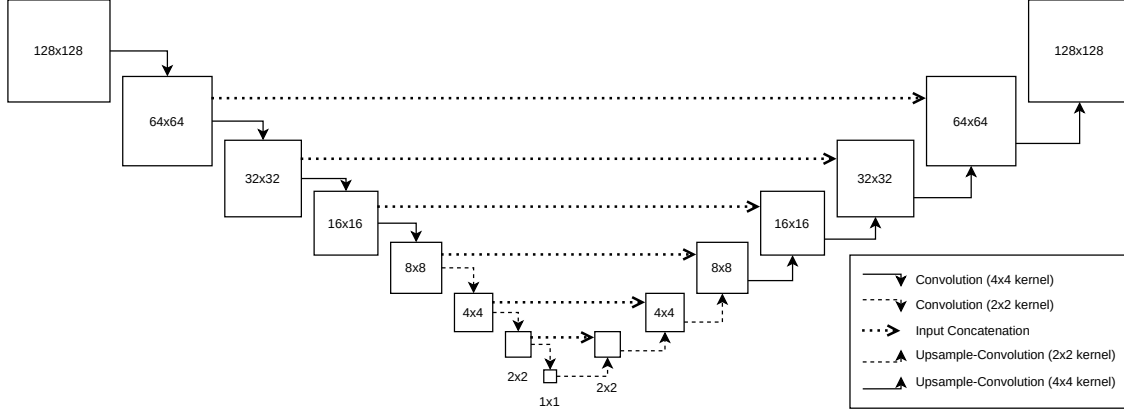 128x128
128x128
64x64
64x64
32x32
32x32
16x16
16x16
8x8
8x8
4x4
4x4
2x2
2x2
1x1
Convolution (4x4 kernel)
Convolution (2x2 kernel)
Input Concatenation
Upsample-Convolution (2x2 kernel)
Upsample-Convolution (4x4 kernel)